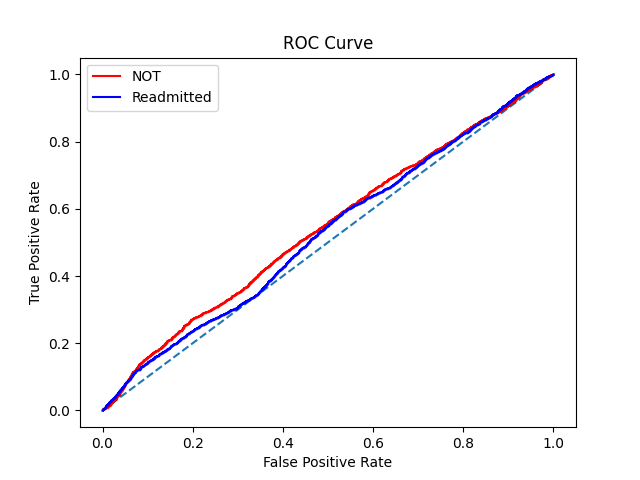 ROC Curve
NOT
Readmitted
True Positive Rate
1.0
0.8
0.6
0.4
0.2
0.0
0.0 0.2 0.4 0.6 0.8 1.0
False Positive Rate